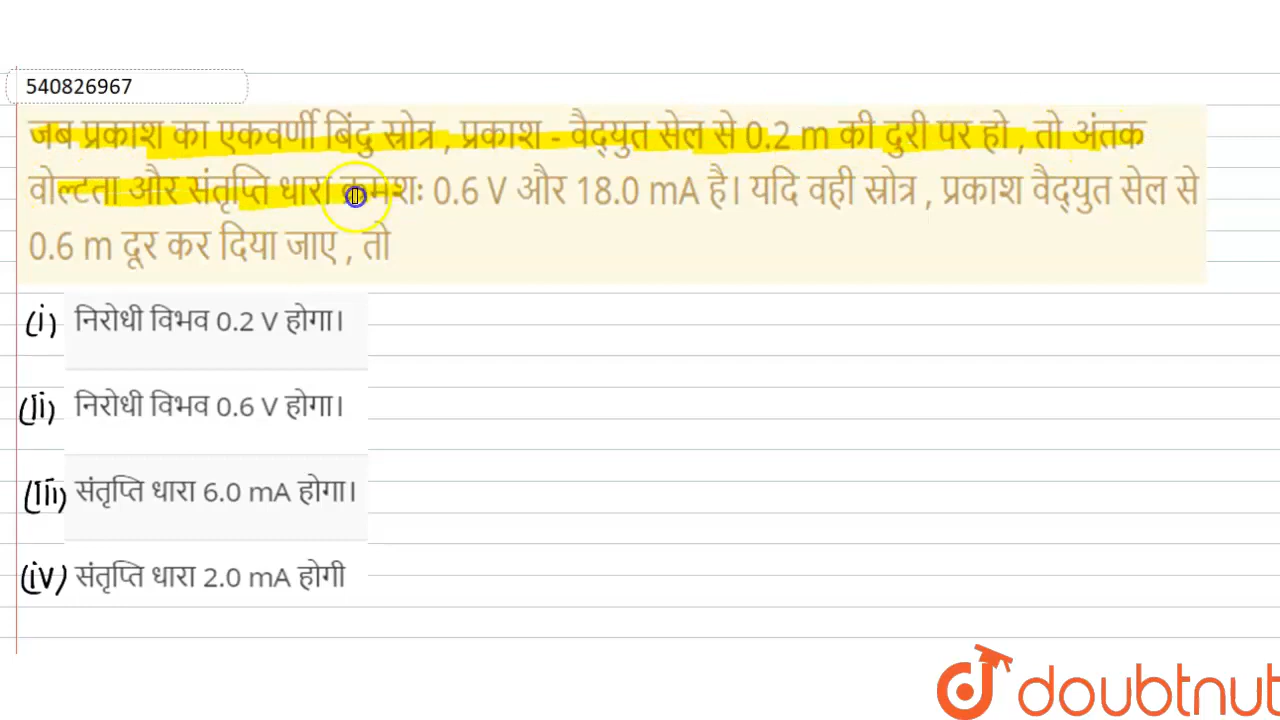 540826967
जब प्रकाश का एकवर्णी बिंदु स्रोत्र , प्रकाश - वैद्युत सेल से 0.2 m की दुरी पर हो , तो अंतक
वोल्टता और संतृप्ति धारा क्रमशः 0.6 V और 18.0 mA है। यदि वही स्रोत्र , प्रकाश वैद्युत सेल से
0.6 m दूर कर दिया जाए , तो
(i) निरोधी विभव 0.2 V होगा।
(ii) निरोधी विभव 0.6 V होगा।
(iii) संतृप्ति धारा 6.0 mA होगा।
(iv) संतृप्ति धारा 2.0 mA होगी
doubtnut